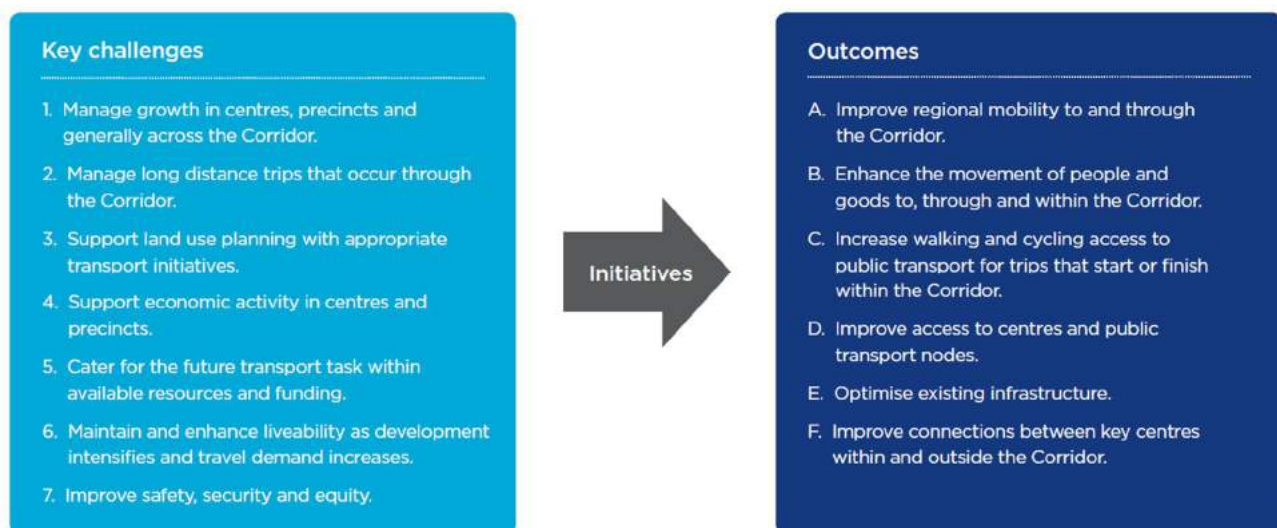 Key challenges
1. Manage growth in centres, precincts and
generally across the Corridor.
2. Manage long distance trips that occur through
the Corridor.
3. Support land use planning with appropriate
transport initiatives.
4. Support economic activity in centres and
precincts.
5. Cater for the future transport task within
available resources and funding.
6. Maintain and enhance liveability as development
intensifies and travel demand increases.
7. Improve safety, security and equity.
Initiatives
Outcomes
A. Improve regional mobility to and through
the Corridor.
B. Enhance the movement of people and
goods to, through and within the Corridor.
C. Increase walking and cycling access to
public transport for trips that start or finish
within the Corridor.
D. Improve access to centres and public
transport nodes.
E. Optimise existing infrastructure.
F. Improve connections between key centres
within and outside the Corridor.